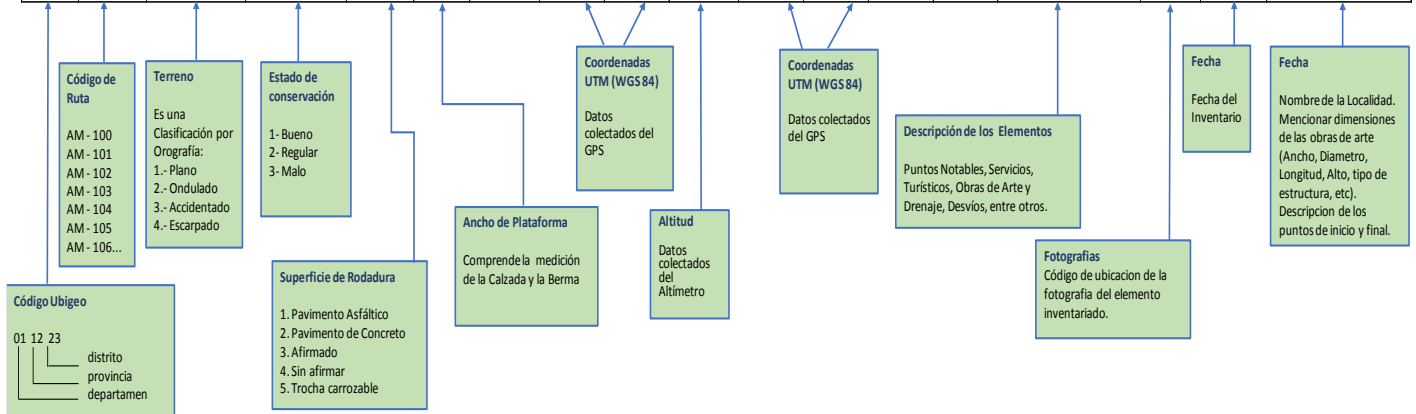 Código de
Ruta
AM - 100
AM - 101
AM - 102
AM - 103
AM - 104
AM - 105
AM - 106...
Terreno
Es una
Clasificación por
Orografía:
1.- Plano
2.- Ondulado
3.- Accidentado
4.- Escarpado
Estado de
conservación
1- Bueno
2- Regular
3- Malo
Coordenadas
UTM (WGS 84)
Datos
colectados del
GPS
Coordenadas
UTM (WGS 84)
Datos colectados
del GPS
Descripción de los Elementos
Puntos Notables, Servicios,
Turísticos, Obras de Arte y
Drenaje, Desvíos, entre otros.
Fecha
Fecha del
Inventario
Fecha
Nombre de la Localidad.
Mencionar dimensiones
de las obras de arte
(Ancho, Diametro,
Longitud, Alto, tipo de
estructura, etc).
Descripcion de los
puntos de inicio y final.
Ancho de Plataforma
Comprende la medición
de la Calzada y la Berma
Altitud
Datos
colectados
del
Altímetro
Fotografias
Código de ubicacion de la
fotografia del elemento
inventariado.
Superficie de Rodadura
1. Pavimento Asfáltico
2. Pavimento de Concreto
3. Afirmado
4. Sin afirmar
5. Trocha carrozable
Código Ubigeo
01 12 23
distrito
provincia
departamen